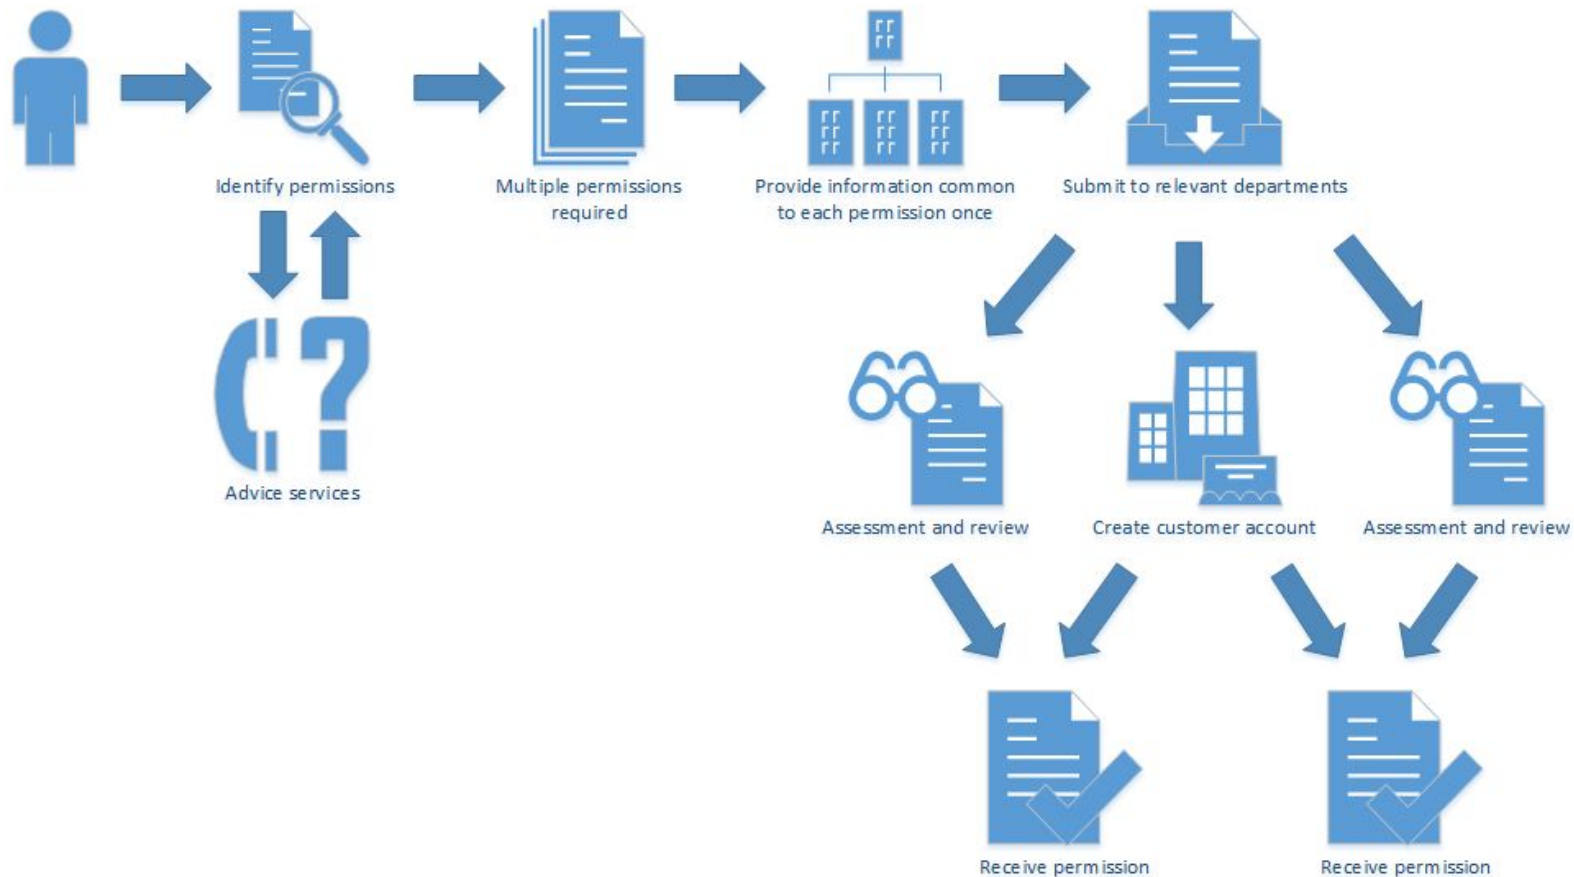 Identify permissions
Multiple permissions
required
Provide information common
to each permission once
Submit to relevant departments
Advice services
Assessment and review
Create customer account
Assessment and review
Receive permission
Receive permission